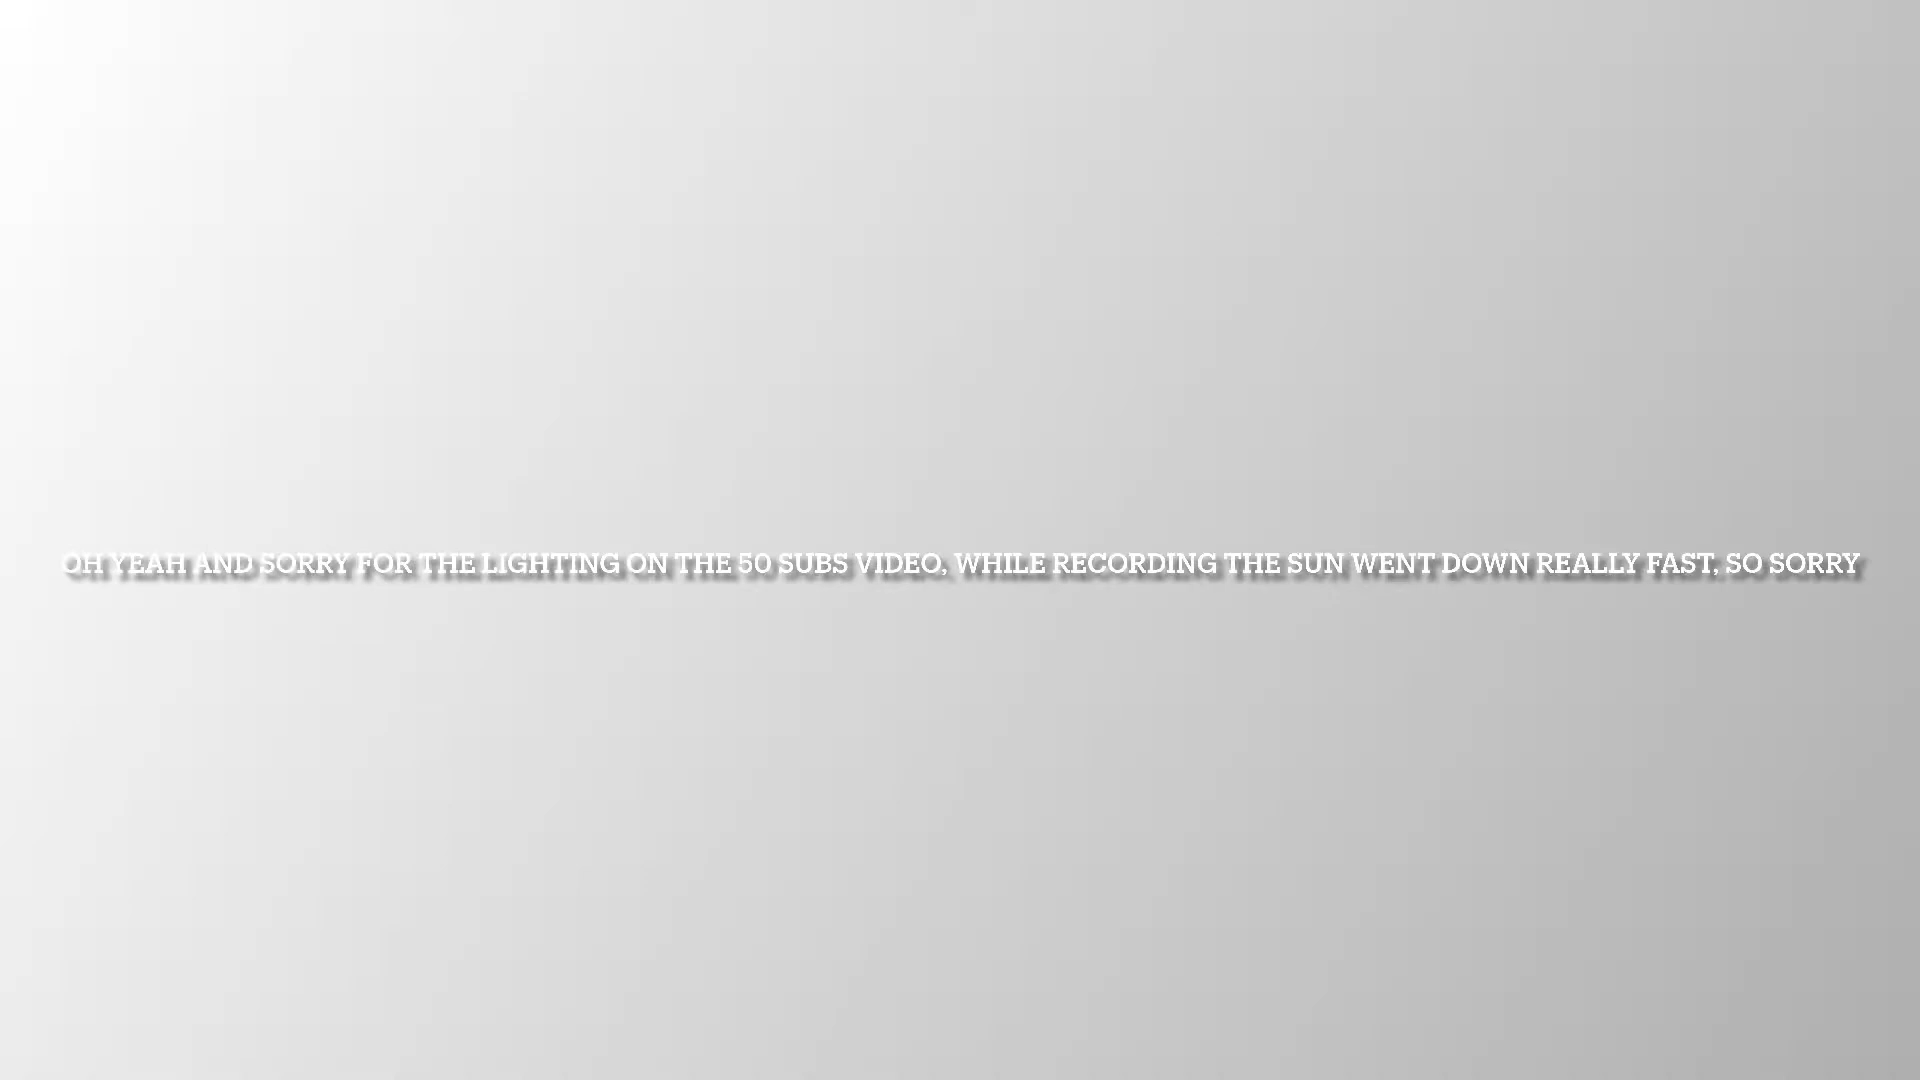 OH YEAH AND SORRY FOR THE LIGHTING ON THE 50 SUBS VIDEO, WHILE RECORDING THE SUN WENT DOWN REALLY FAST, SO SORRY